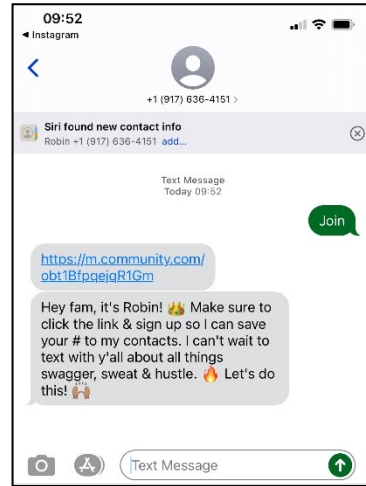 09:52
◀ Instagram
+1 (917) 636-4151 >
Siri found new contact info
Robin +1 (917) 636-4151 add...
Text Message
Today 09:52
Join
https://m.community.com/
obt1BfpqejqR1Gm
Hey fam, it's Robin! 👑 Make sure to
click the link & sign up so I can save
your # to my contacts. I can't wait to
text with y'all about all things
swagger, sweat & hustle. 🔥 Let's do
this! 🙌🏽
Text Message